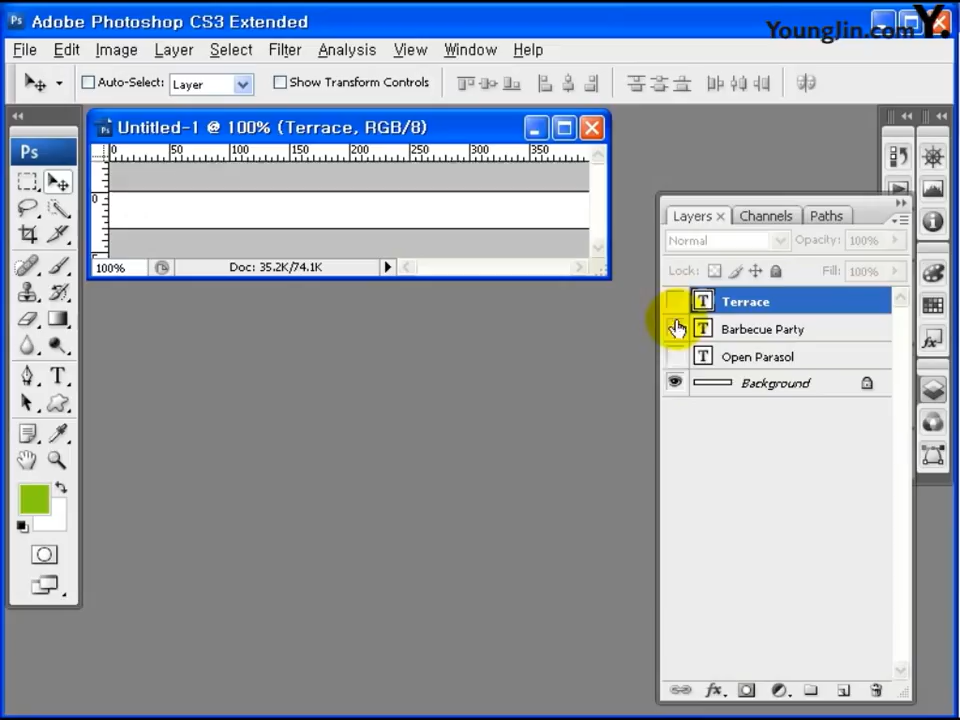 Ps Adobe Photoshop CS3 Extended
YoungJin.com Y.
File Edit Image Layer Select Filter Analysis View Window Help
Auto-Select: Layer Show Transform Controls
Untitled-1 @ 100% (Terrace, RGB/8)
Ps
0 50 100 150 200 250 300 350
0
100% Doc: 35.2K/74.1K
Layers x Channels Paths
Normal Opacity: 100%
Lock: Fill: 100%
T Terrace
T Barbecue Party
T Open Parasol
Background
fx